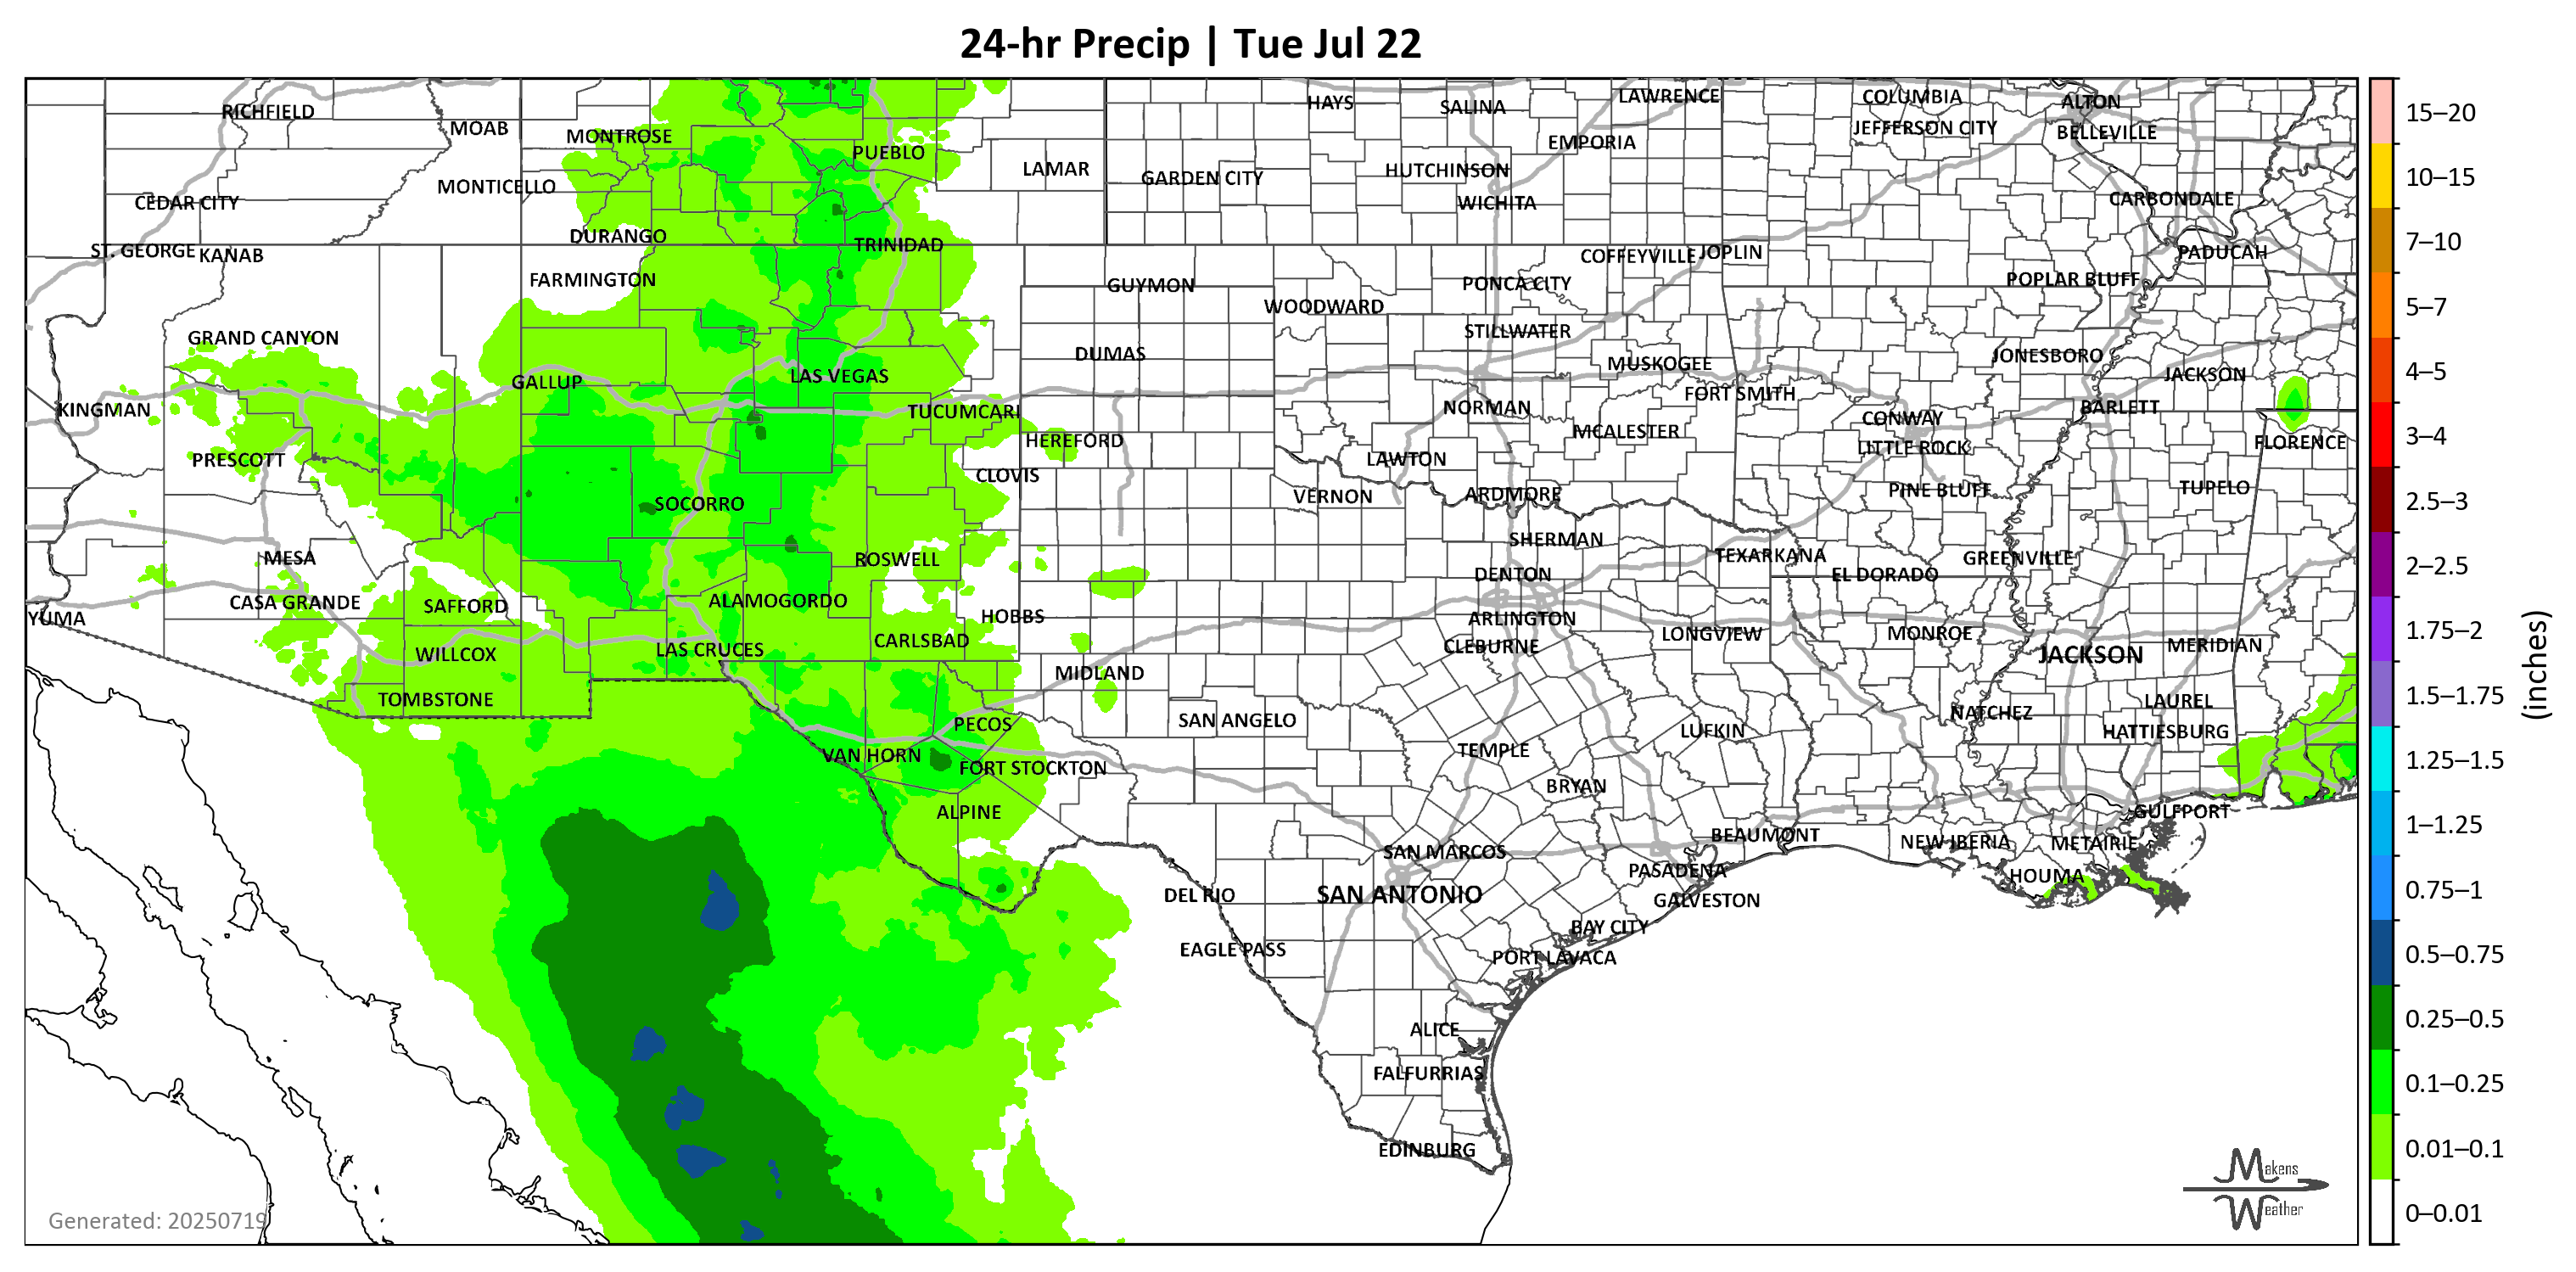 24-hr Precip | Tue Jul 22
RICHFIELD
MOAB
MONTROSE
PUEBLO
LAMAR
HAYS
SALINA
LAWRENCE
COLUMBIA
ALTON
JEFFERSON CITY
BELLEVILLE
EMPORIA
GARDEN CITY
HUTCHINSON
WICHITA
CEDAR CITY
MONTICELLO
CARBONDALE
ST. GEORGE
KANAB
DURANGO
TRINIDAD
COFFEYVILLE
JOPLIN
PADUCAH
FARMINGTON
GUYMON
WOODWARD
PONCA CITY
POPLAR BLUFF
GRAND CANYON
STILLWATER
DUMAS
MUSKOGEE
JONESBORO
JACKSON
GALLUP
LAS VEGAS
FORT SMITH
KINGMAN
TUCUMCARI
NORMAN
CONWAY
BARLETT
HEREFORD
MCALESTER
LITTLE ROCK
FLORENCE
PRESCOTT
CLOVIS
LAWTON
VERNON
ARDMORE
PINE BLUFF
TUPELO
SOCORRO
SHERMAN
MESA
ROSWELL
TEXARKANA
GREENVILLE
DENTON
EL DORADO
YUMA
CASA GRANDE
SAFFORD
ALAMOGORDO
HOBBS
ARLINGTON
CLEBURNE
LONGVIEW
MONROE
JACKSON
MERIDIAN
WILLCOX
LAS CRUCES
CARLSBAD
MIDLAND
TOMBSTONE
PECOS
SAN ANGELO
NATCHEZ
LAUREL
HATTIESBURG
VAN HORN
FORT STOCKTON
TEMPLE
LUFKIN
ALPINE
BRYAN
GULFPORT
SAN MARCOS
BEAUMONT
NEW IBERIA
METAIRIE
DEL RIO
SAN ANTONIO
PASADENA
GALVESTON
HOUMA
EAGLE PASS
BAY CITY
PORT LAVACA
ALICE
FALFURRIAS
EDINBURG
Generated: 20250719
Makens
Weather
15–20
10–15
7–10
5–7
4–5
3–4
2.5–3
2–2.5
1.75–2
1.5–1.75
1.25–1.5
1–1.25
0.75–1
0.5–0.75
0.25–0.5
0.1–0.25
0.01–0.1
0–0.01
(inches)